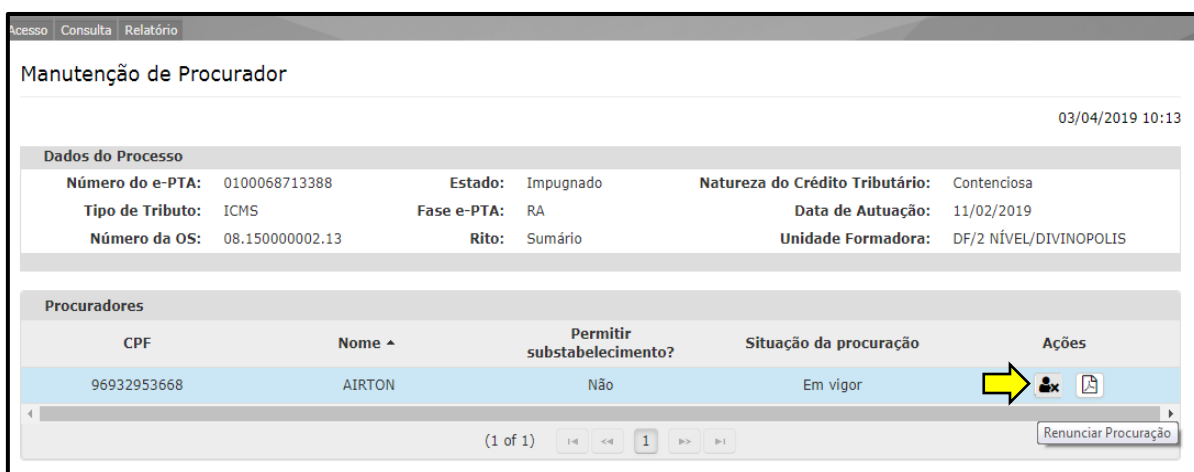 Acesso Consulta Relatório
Manutenção de Procurador
03/04/2019 10:13
Dados do Processo
Número do e-PTA: 0100068713388 Estado: Impugnado Natureza do Crédito Tributário: Contenciosa
Tipo de Tributo: ICMS Fase e-PTA: RA Data de Autuação: 11/02/2019
Número da OS: 08.150000002.13 Rito: Sumário Unidade Formadora: DF/2 NÍVEL/DIVINOPOLIS
Procuradores
CPF Nome Permitir substabelecimento? Situação da procuração Ações
96932953668 AIRTON Não Em vigor
(1 of 1) 1
Renunciar Procuração